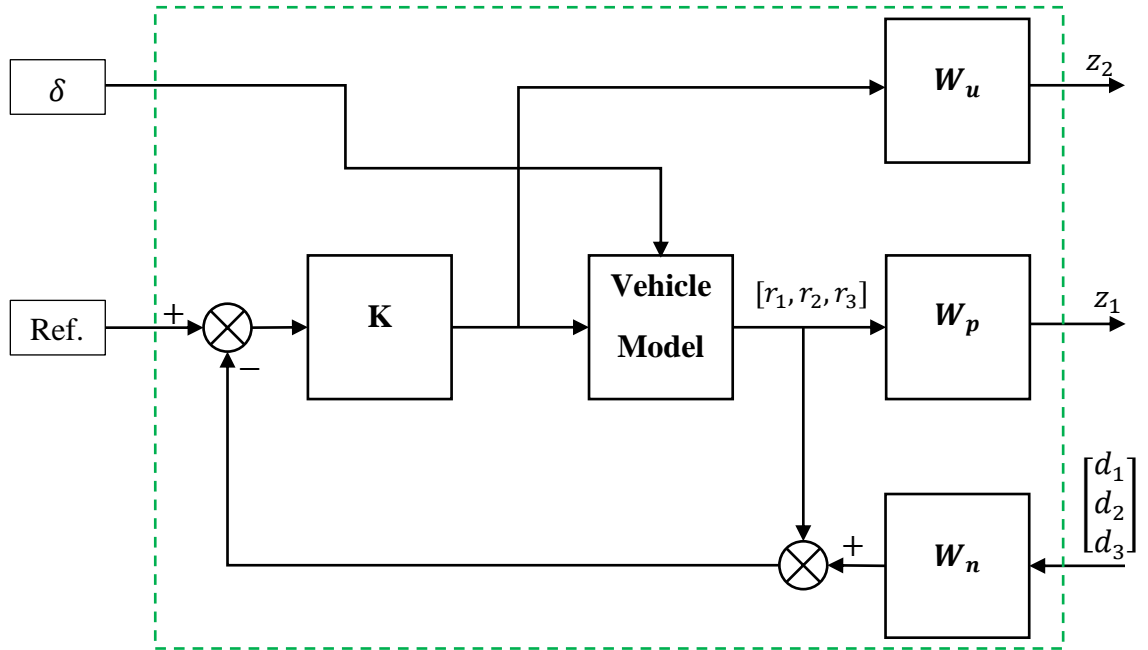 δ
W_u
z_2
Ref.
+
−
K
Vehicle
Model
[r_1, r_2, r_3]
W_p
z_1
+
W_n
[d_1
d_2
d_3]